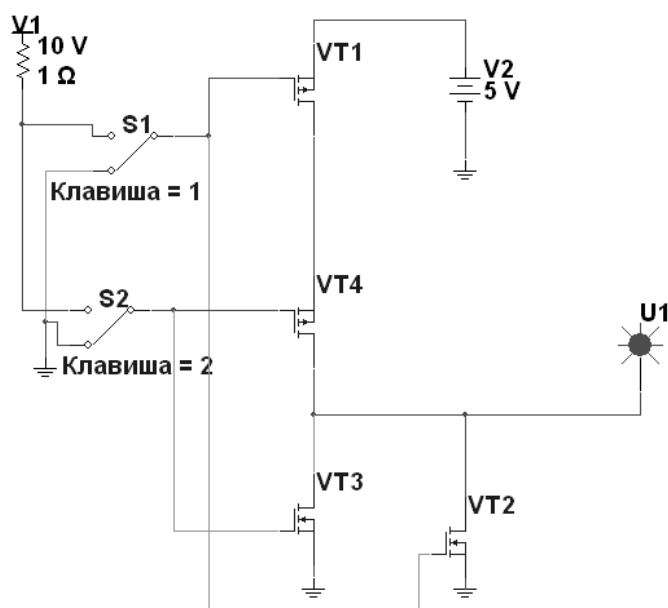 V1
10 V
1 Ω
S1
Клавиша = 1
VT1
V2
5 V
S2
Клавиша = 2
VT4
U1
VT3
VT2